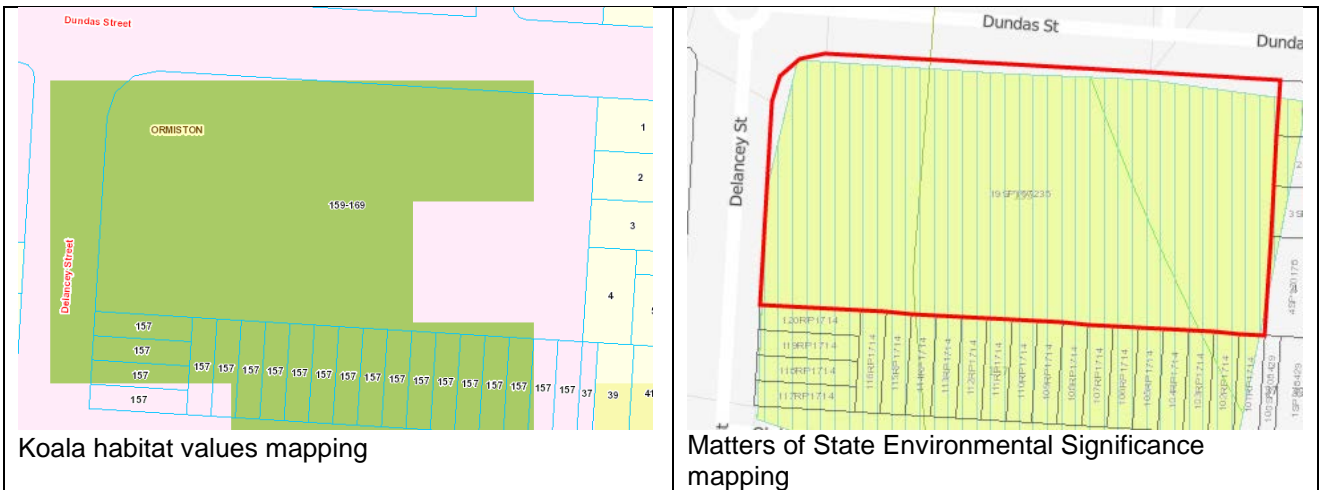 Dundas Street
ORMISTON
159-169
1
2
3
4
Delancey Street
157
157
157
157
157 157 157 157 157 157 157 157 157 157 157 157 157 157 157 37 39 41
Koala habitat values mapping
Dundas St
Delancey St
120RP1714
119RP1714
118RP1714
117RP1714
116RP1714
115RP1714
114RP1714
113RP1714
112RP1714
111RP1714
110RP1714
109RP1714
108RP1714
107RP1714
106RP1714
105RP1714
104RP1714
103RP1714
102RP1714
101RP1714
Matters of State Environmental Significance
mapping